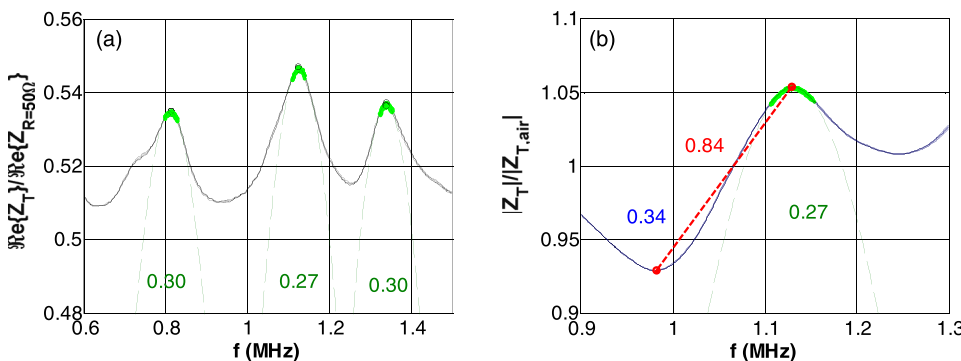 (a)
0.56
0.54
0.52
0.5
0.48
ℜe{Z_T}/ℜe{Z_{R=50Ω}}
0.30
0.27
0.30
0.6 0.8 1 1.2 1.4
f (MHz)
(b)
1.1
1.05
1
0.95
0.9
|Z_T|/|Z_{T,air}|
0.84
0.34
0.27
0.9 1 1.1 1.2 1.3
f (MHz)